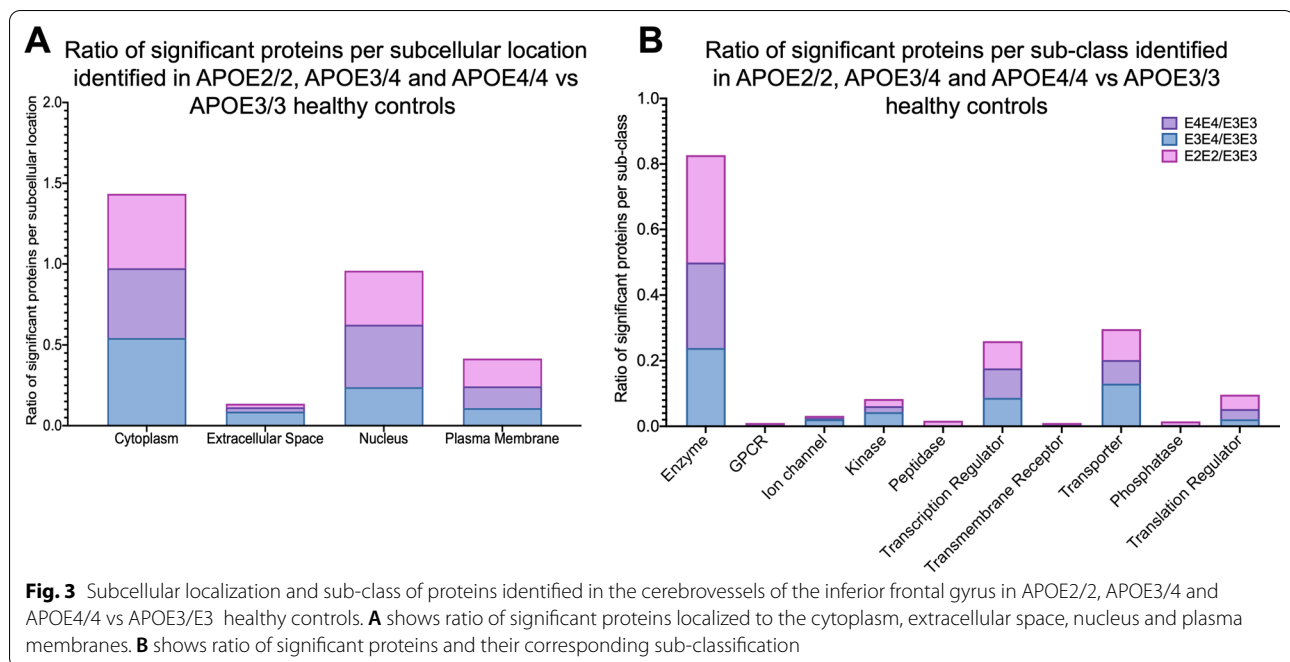 A
Ratio of significant proteins per subcellular location
identified in APOE2/2, APOE3/4 and APOE4/4 vs
APOE3/3 healthy controls
Ratio of significant proteins per subcellular location
2.0
1.5
1.0
0.5
0.0
Cytoplasm
Extracellular Space
Nucleus
Plasma Membrane
B
Ratio of significant proteins per sub-class identified
in APOE2/2, APOE3/4 and APOE4/4 vs APOE3/3
healthy controls
Ratio of significant proteins per sub-class
1.0
0.8
0.6
0.4
0.2
0.0
E4E4/E3E3
E3E4/E3E3
E2E2/E3E3
Enzyme
GPCR
Ion channel
Kinase
Peptidase
Transcription Regulator
Transmembrane Receptor
Transporter
Phosphatase
Translation Regulator
Fig. 3 Subcellular localization and sub-class of proteins identified in the cerebrovessels of the inferior frontal gyrus in APOE2/2, APOE3/4 and
APOE4/4 vs APOE3/E3 healthy controls. A shows ratio of significant proteins localized to the cytoplasm, extracellular space, nucleus and plasma
membranes. B shows ratio of significant proteins and their corresponding sub-classification